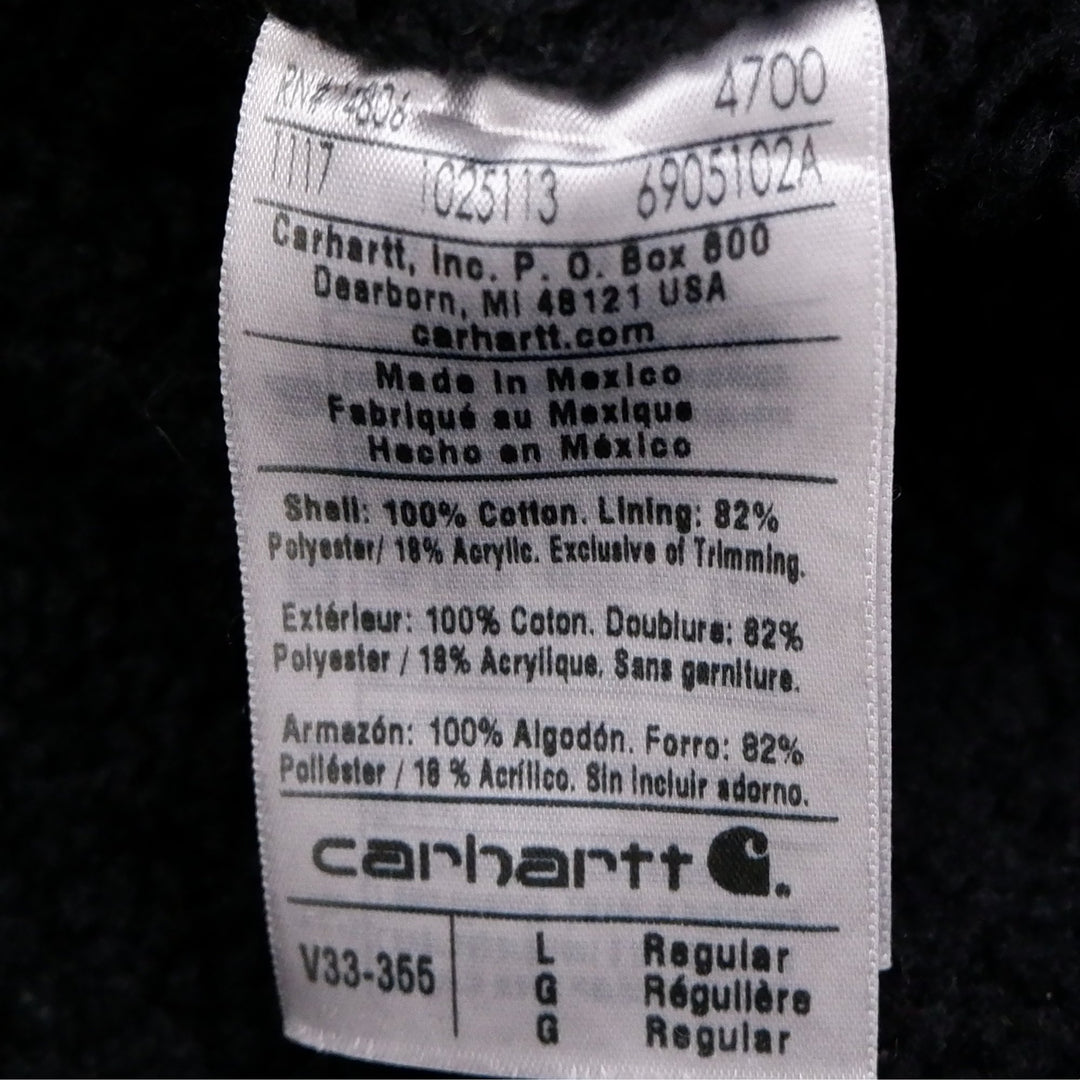 RN# 14806 4700
1117 1025113 6905102A
Carhartt, Inc. P. O. Box 600
Dearborn, MI 48121 USA
carhartt.com
Made in Mexico
Fabriqué au Mexique
Hecho en México
Shell: 100% Cotton. Lining: 82%
Polyester/ 18% Acrylic. Exclusive of Trimming.
Extérieur: 100% Coton. Doublure: 82%
Polyester / 18% Acrylique. Sans garniture.
Armazón: 100% Algodón. Forro: 82%
Poliéster / 18 % Acrílico. Sin incluir adorno.
carhartt
V33-355 L Regular
G Régulière
G Regular